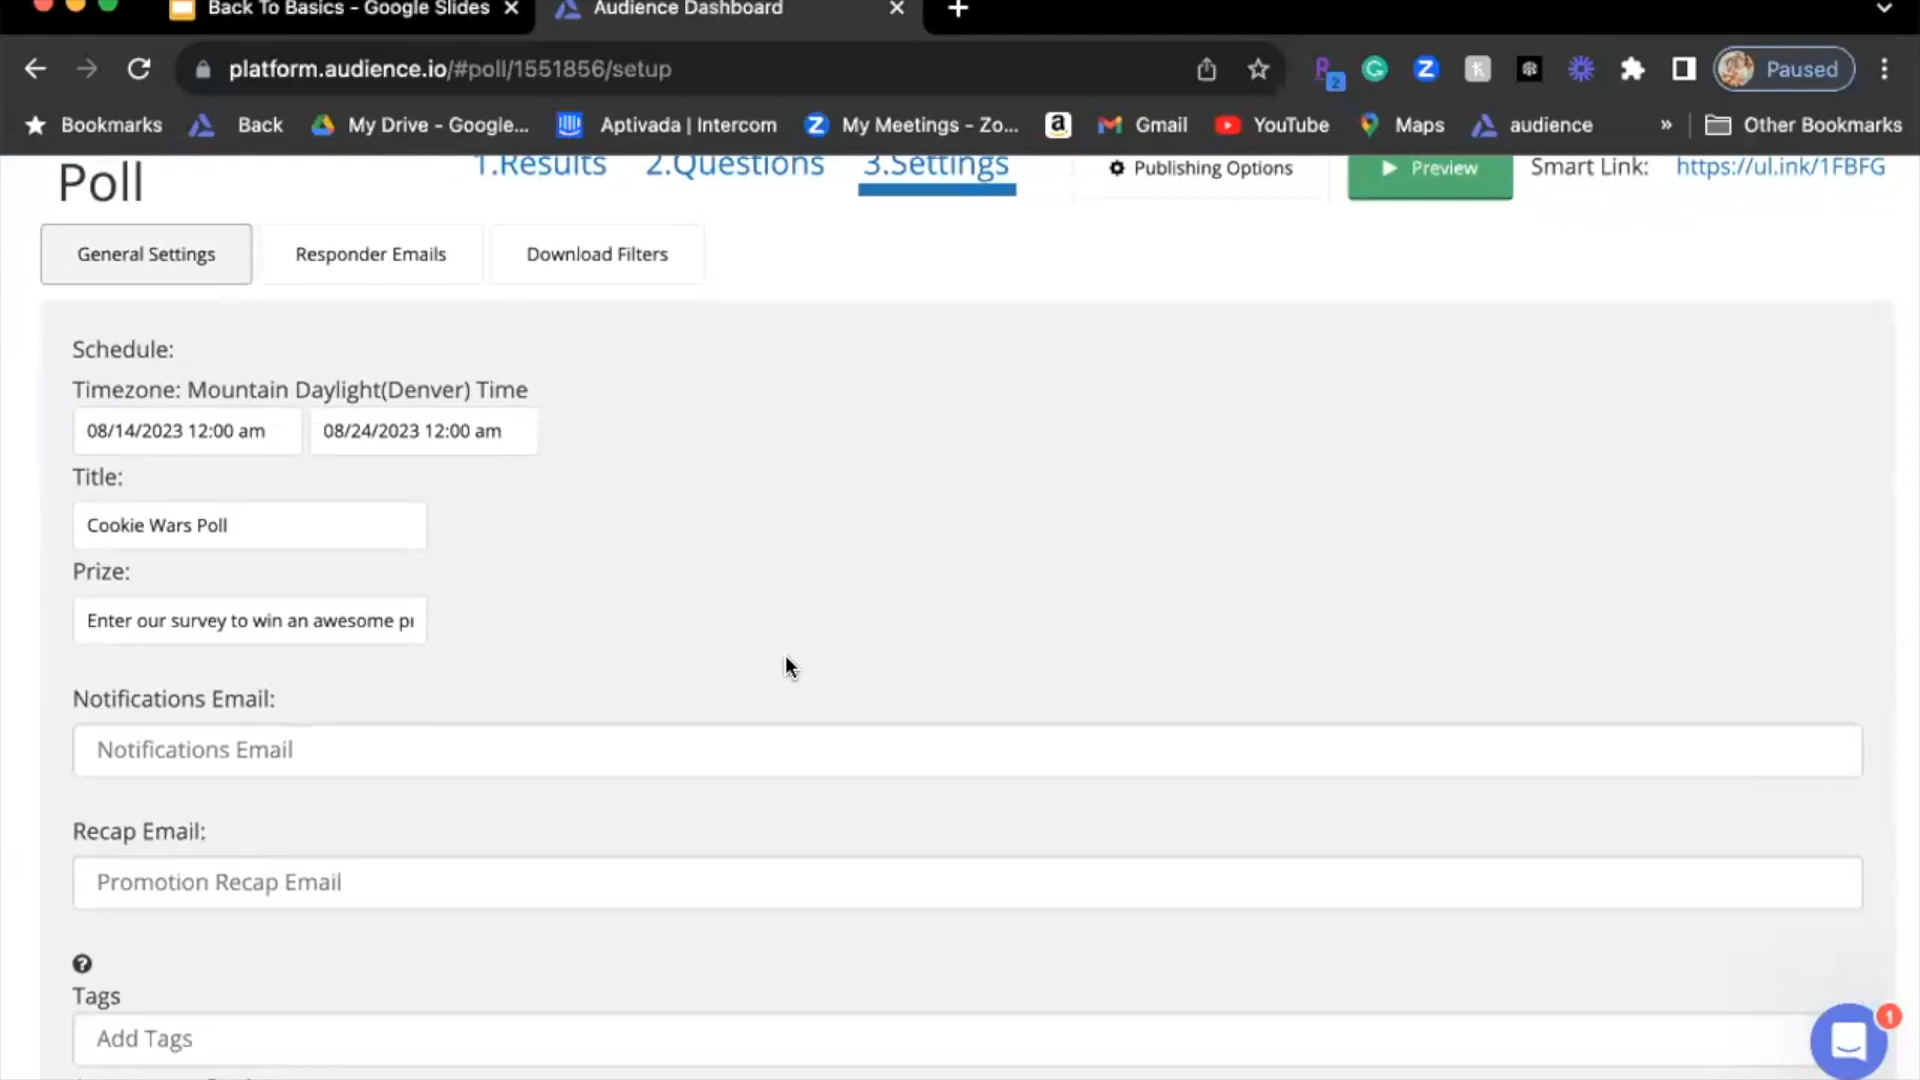 Back To Basics - Google Slides
Audience Dashboard
platform.audience.io/#poll/1551856/setup
2
Paused
Bookmarks
Back
My Drive - Google...
Aptivada | Intercom
My Meetings - Zo...
Gmail
YouTube
Maps
audience
»
Other Bookmarks
Poll
1.Results
2.Questions
3.Settings
Publishing Options
Preview
Smart Link:
https://ul.ink/1FBFG
General Settings
Responder Emails
Download Filters
Schedule:
Timezone: Mountain Daylight(Denver) Time
08/14/2023 12:00 am
08/24/2023 12:00 am
Title:
Cookie Wars Poll
Prize:
Enter our survey to win an awesome
Notifications Email:
Notifications Email
Recap Email:
Promotion Recap Email
Tags
Add Tags
1